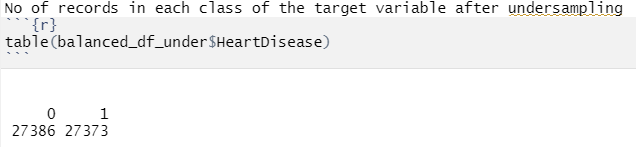 No of records in each class of the target variable after undersampling
```{r}
table(balanced_df_under$HeartDisease)
```
0 1
27386 27373